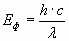 E_ф = h · c / λ